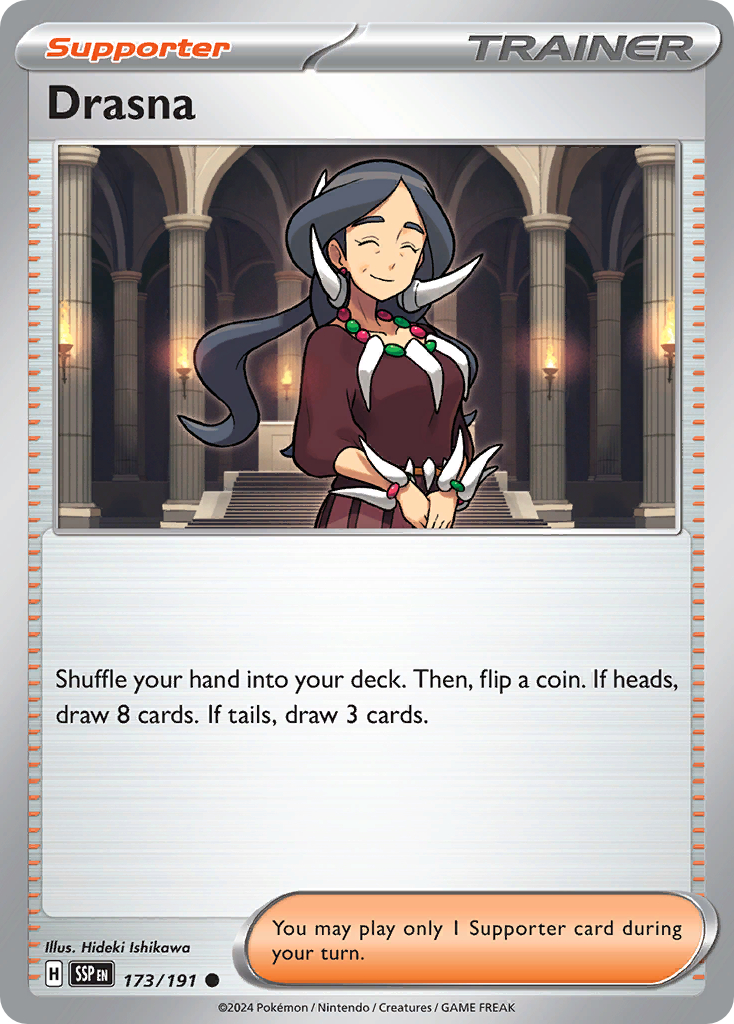 Supporter
TRAINER
Drasna
Shuffle your hand into your deck. Then, flip a coin. If heads,
draw 8 cards. If tails, draw 3 cards.
You may play only 1 Supporter card during
your turn.
Illus. Hideki Ishikawa
H SSP EN 173/191
©2024 Pokémon / Nintendo / Creatures / GAME FREAK